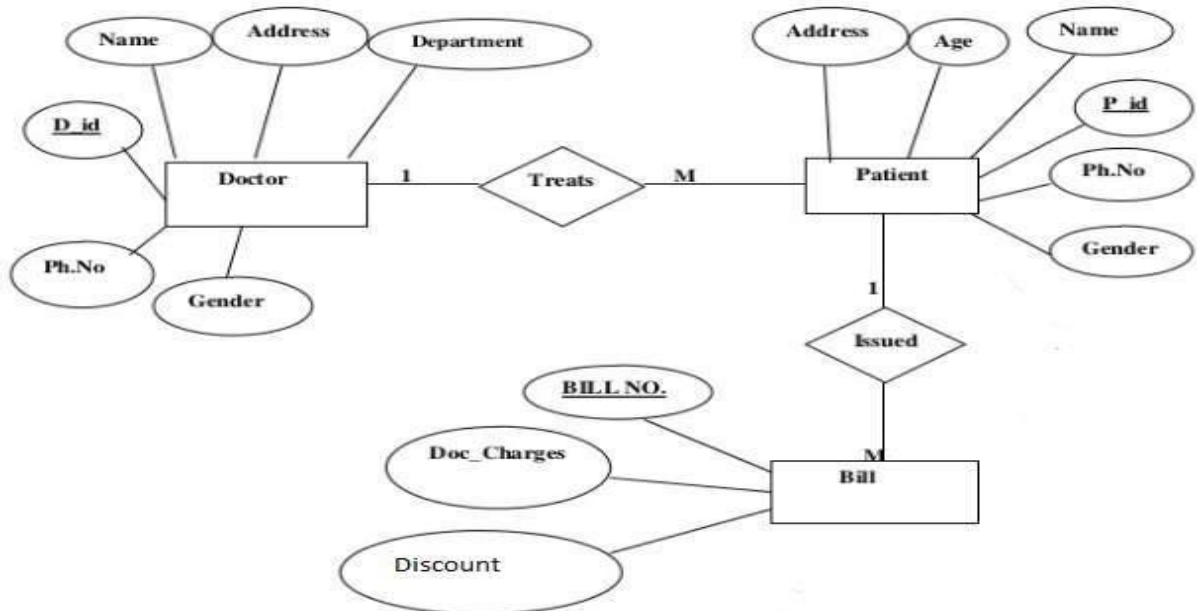 Name
Address
Department
Address
Age
Name
D_id
P_id
Doctor
1
Treats
M
Patient
Ph.No
Ph.No
Gender
Gender
1
Issued
BILL NO.
Doc_Charges
M
Bill
Discount